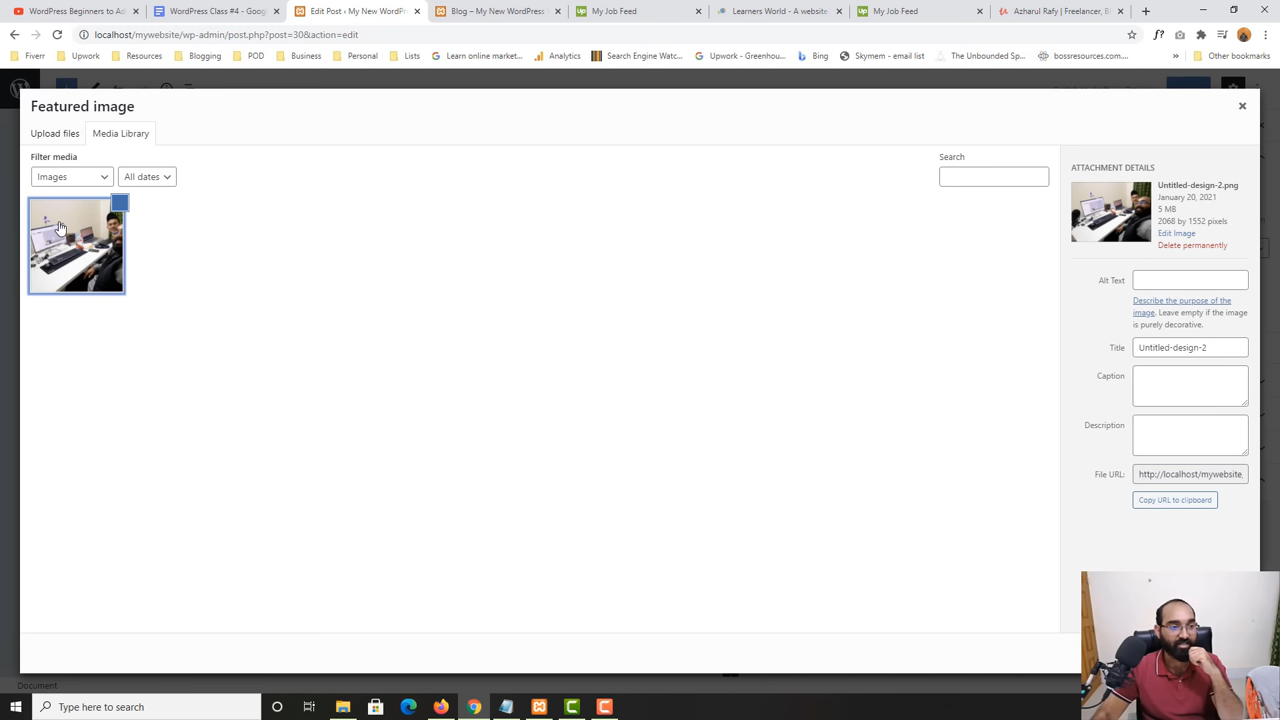 WordPress Beginners to Ad
WordPress Class #4 - Googl
Edit Post ‹ My New WordPr
Blog – My New WordPress
My Job Feed
Learners World - A website
My Job Feed
Azharul Rafy | Freelancer, Bl
localhost/mywebsite/wp-admin/post.php?post=30&action=edit
Fiverr
Resources
Blogging
POD
Business
Personal
Lists
Learn online market...
Analytics
Search Engine Watc...
Upwork - Greenhou...
Bing
Skymem - email list
The Unbounded Sp...
bossresources.com...
Other bookmarks
Featured image
Upload files
Media Library
Filter media
Images
All dates
Search
ATTACHMENT DETAILS
Untitled-design-2.png
January 20, 2021
5 MB
2068 by 1552 pixels
Edit Image
Delete permanently
Alt Text
Describe the purpose of the
image. Leave empty if the image
is purely decorative.
Title
Untitled-design-2
Caption
Description
File URL:
http://localhost/mywebsite,
Copy URL to clipboard
Document
Type here to search